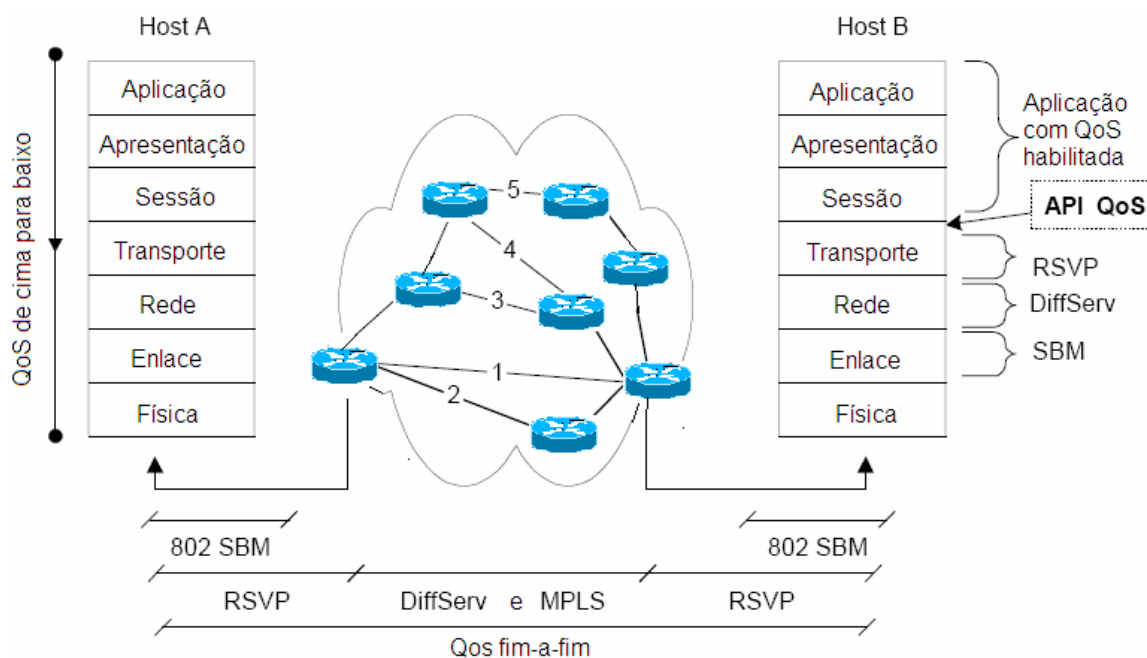 Host A
Host B
QoS de cima para baixo
Aplicação
Apresentação
Sessão
Transporte
Rede
Enlace
Física
5
4
3
1
2
Aplicação
Apresentação
Sessão
Transporte
Rede
Enlace
Física
Aplicação
com QoS
habilitada
API QoS
RSVP
DiffServ
SBM
802 SBM
802 SBM
RSVP
DiffServ e MPLS
RSVP
Qos fim-a-fim